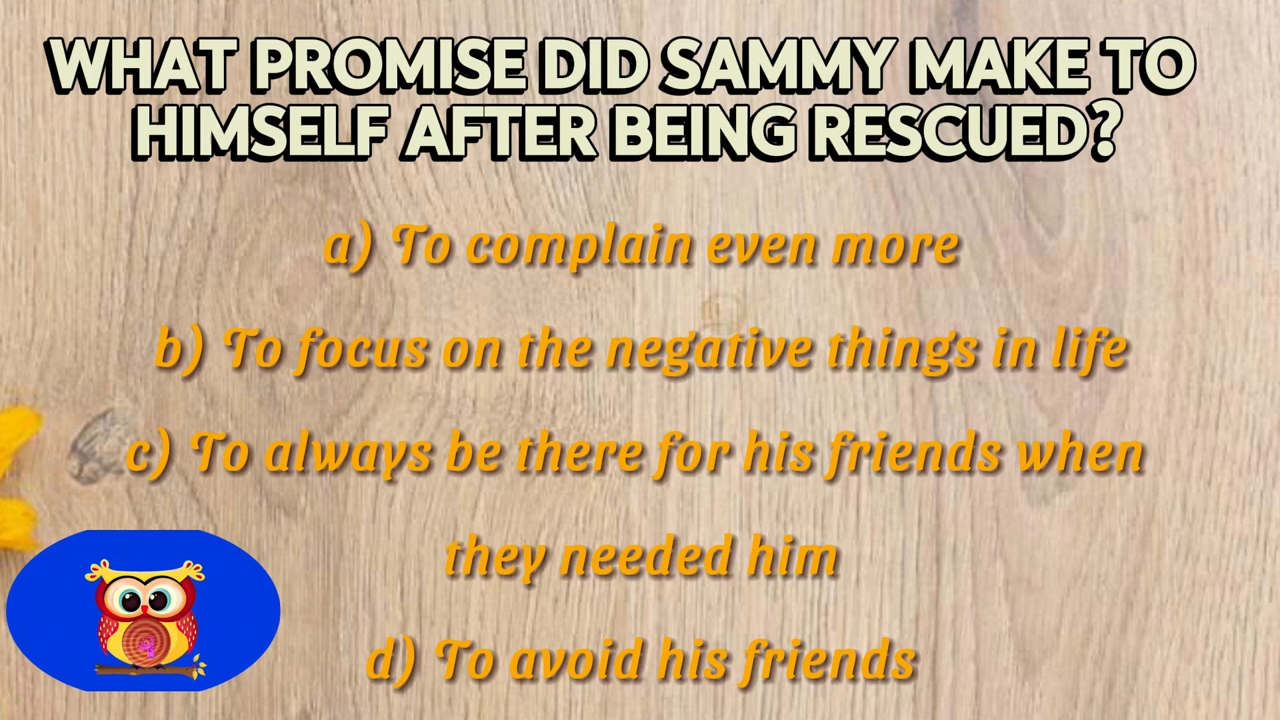 WHAT PROMISE DID SAMMY MAKE TO
HIMSELF AFTER BEING RESCUED?
a) To complain even more
b) To focus on the negative things in life
c) To always be there for his friends when
they needed him
d) To avoid his friends